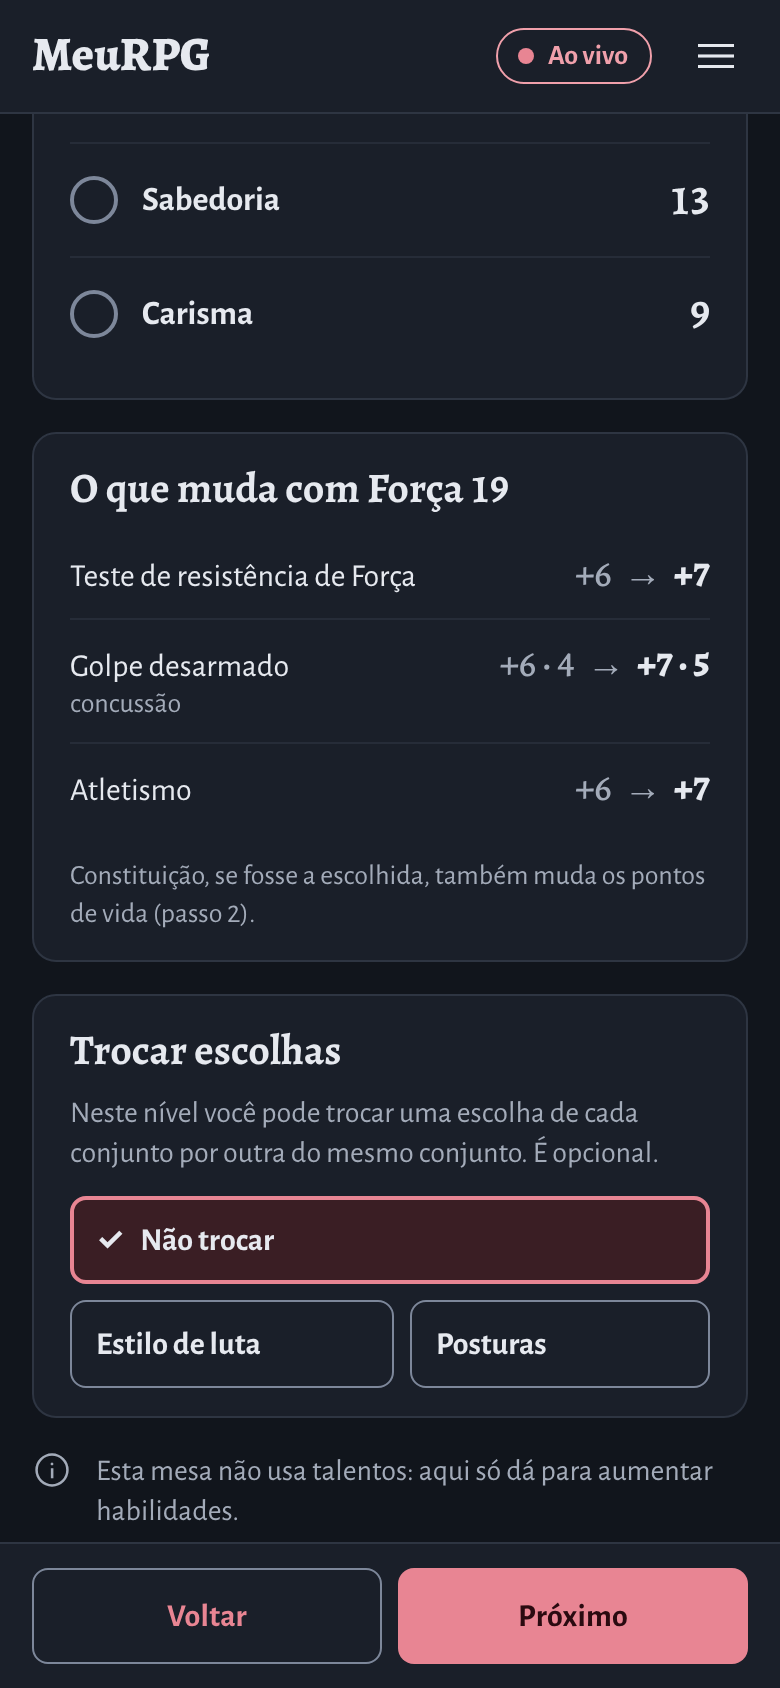 MeuRPG
Ao vivo
Sabedoria 13
Carisma 9
O que muda com Força 19
Teste de resistência de Força +6 → +7
Golpe desarmado +6 · 4 → +7 · 5
concussão
Atletismo +6 → +7
Constituição, se fosse a escolhida, também muda os pontos
de vida (passo 2).
Trocar escolhas
Neste nível você pode trocar uma escolha de cada
conjunto por outra do mesmo conjunto. É opcional.
Não trocar
Estilo de luta
Posturas
Esta mesa não usa talentos: aqui só dá para aumentar
habilidades.
Voltar
Próximo